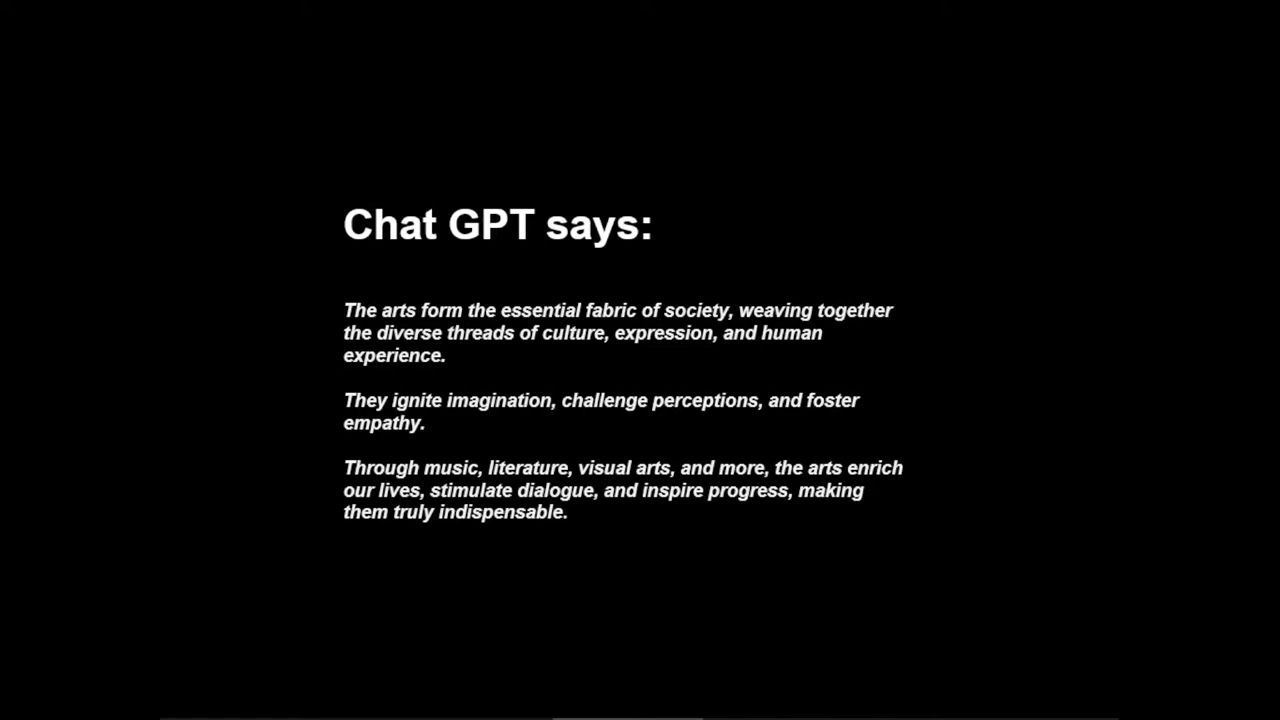 Chat GPT says:
The arts form the essential fabric of society, weaving together
the diverse threads of culture, expression, and human
experience.
They ignite imagination, challenge perceptions, and foster
empathy.
Through music, literature, visual arts, and more, the arts enrich
our lives, stimulate dialogue, and inspire progress, making
them truly indispensable.